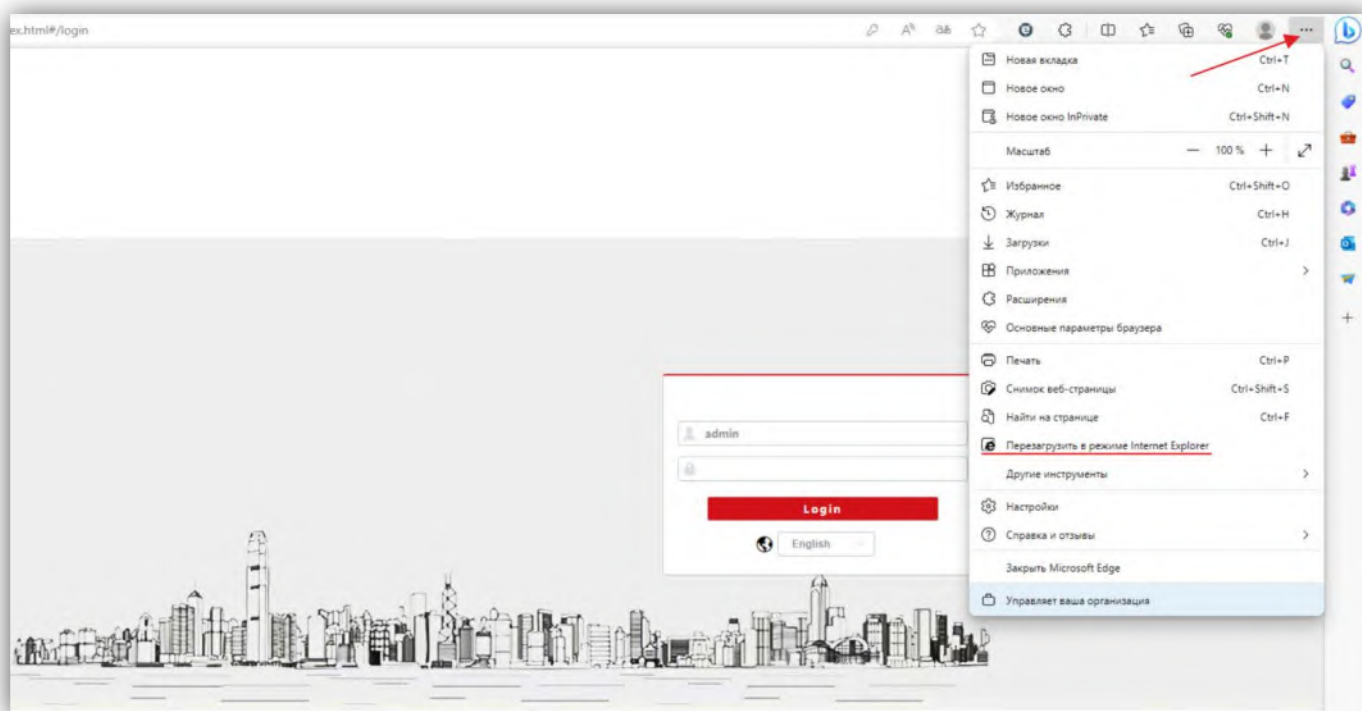 ex.html#/login
Новая вкладка Ctrl+T
Новое окно Ctrl+N
Новое окно InPrivate Ctrl+Shift+N
Масштаб — 100 % +
Избранное Ctrl+Shift+O
Журнал Ctrl+H
Загрузки Ctrl+J
Приложения
Расширения
Основные параметры браузера
Печать Ctrl+P
Снимок веб-страницы Ctrl+Shift+S
Найти на странице Ctrl+F
Перезагрузить в режиме Internet Explorer
Другие инструменты
Настройки
Справка и отзывы
Закрыть Microsoft Edge
Управляет ваша организация
admin
Login
English